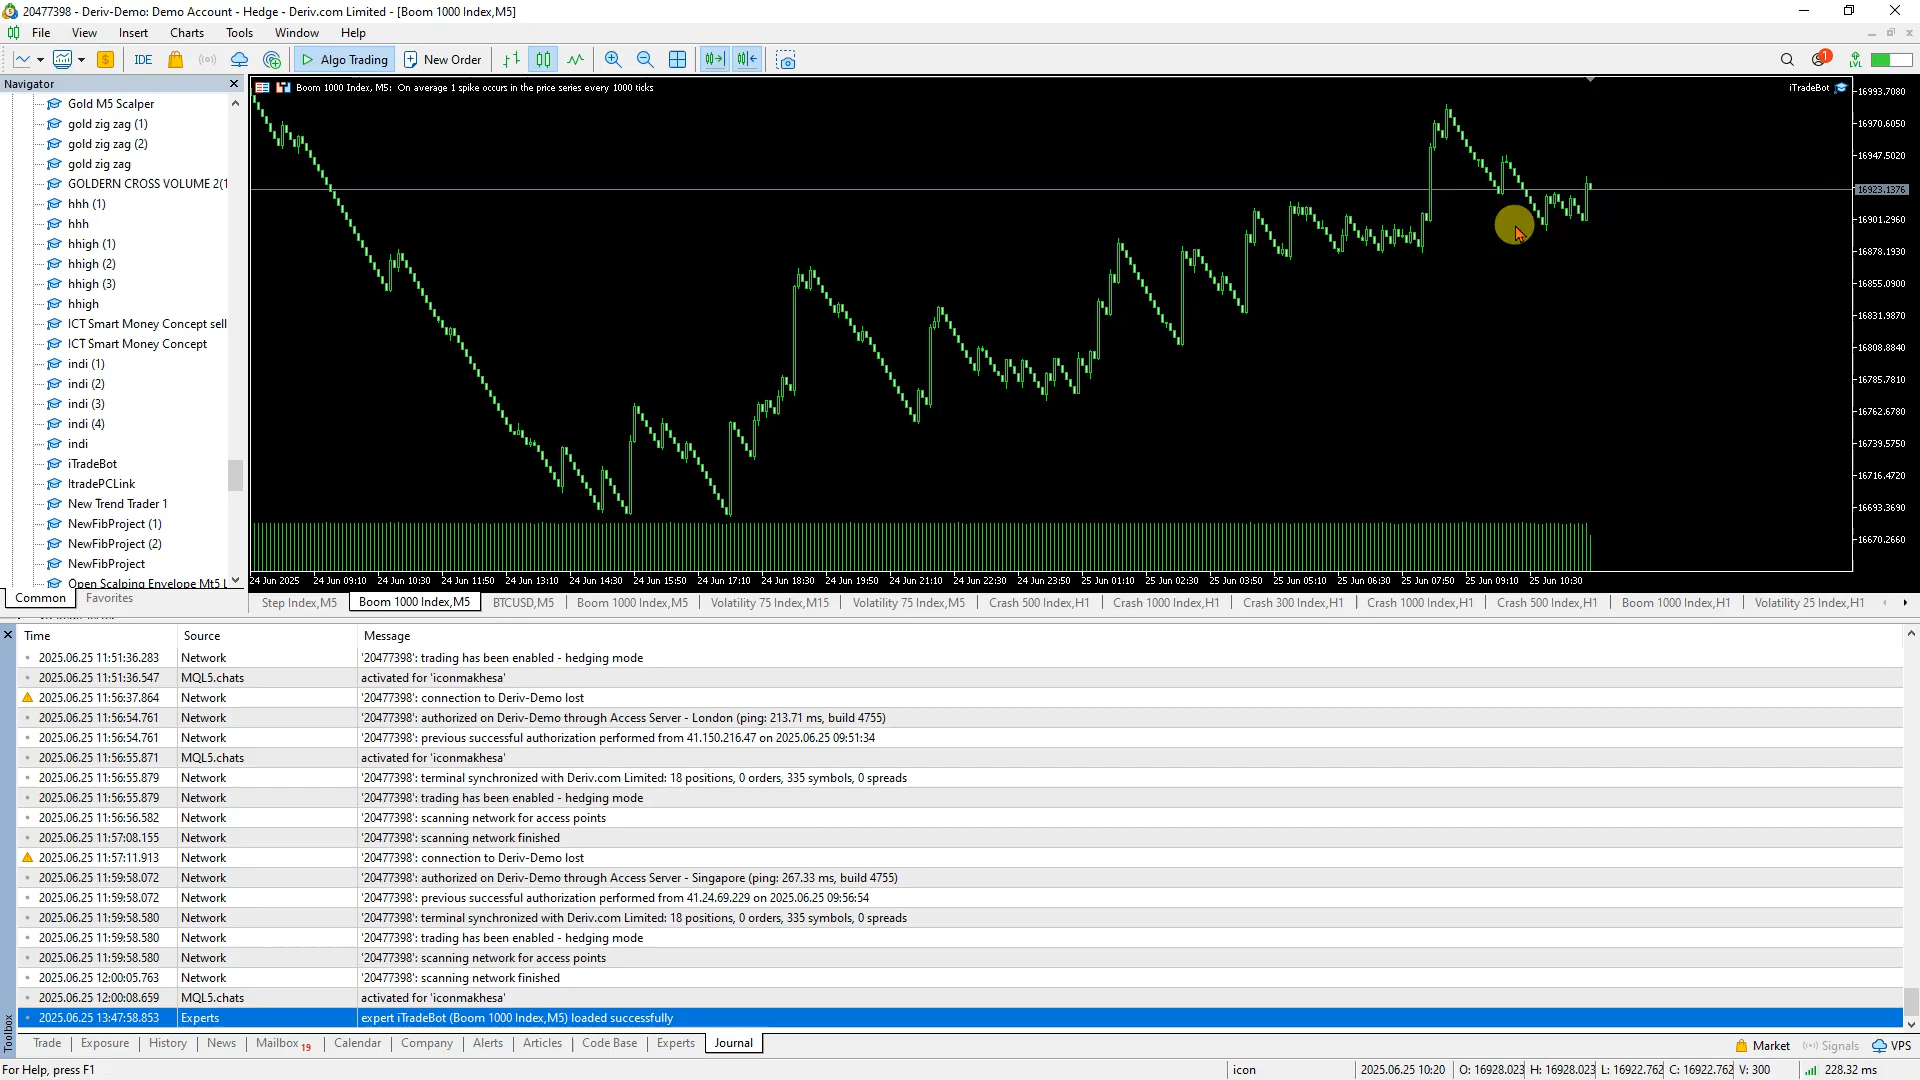 20477398 - Deriv-Demo: Demo Account - Hedge - Deriv.com Limited - [Boom 1000 Index,M5]
File View Insert Charts Tools Window Help
$ IDE Algo Trading New Order 1 LVL
Navigator
Gold M5 Scalper
gold zig zag (1)
gold zig zag (2)
gold zig zag
GOLDERN CROSS VOLUME 2(1
hhh (1)
hhh
hhigh (1)
hhigh (2)
hhigh (3)
hhigh
ICT Smart Money Concept sell
ICT Smart Money Concept
indi (1)
indi (2)
indi (3)
indi (4)
indi
iTradeBot
ItradePCLink
New Trend Trader 1
NewFibProject (1)
NewFibProject (2)
NewFibProject
Open Scalping Envelope Mt5 L
Common Favorites
Boom 1000 Index, M5: On average 1 spike occurs in the price series every 1000 ticks
iTradeBot
16993.7080
16970.6050
16947.5020
16923.1376
16901.2960
16878.1930
16855.0900
16831.9870
16808.8840
16785.7810
16762.6780
16739.5750
16716.4720
16693.3690
16670.2660
24 Jun 2025 24 Jun 09:10 24 Jun 10:30 24 Jun 11:50 24 Jun 13:10 24 Jun 14:30 24 Jun 15:50 24 Jun 17:10 24 Jun 18:30 24 Jun 19:50 24 Jun 21:10 24 Jun 22:30 24 Jun 23:50 25 Jun 01:10 25 Jun 02:30 25 Jun 03:50 25 Jun 05:10 25 Jun 06:30 25 Jun 07:50 25 Jun 09:10 25 Jun 10:30
Step Index,M5 Boom 1000 Index,M5 BTCUSD,M5 Boom 1000 Index,M5 Volatility 75 Index,M15 Volatility 75 Index,M5 Crash 500 Index,H1 Crash 1000 Index,H1 Crash 300 Index,H1 Crash 1000 Index,H1 Crash 500 Index,H1 Boom 1000 Index,H1 Volatility 25 Index,H1
Time Source Message
2025.06.25 11:51:36.283 Network '20477398': trading has been enabled - hedging mode
2025.06.25 11:51:36.547 MQL5.chats activated for 'iconmakhesa'
2025.06.25 11:56:37.864 Network '20477398': connection to Deriv-Demo lost
2025.06.25 11:56:54.761 Network '20477398': authorized on Deriv-Demo through Access Server - London (ping: 213.71 ms, build 4755)
2025.06.25 11:56:54.761 Network '20477398': previous successful authorization performed from 41.150.216.47 on 2025.06.25 09:51:34
2025.06.25 11:56:55.871 MQL5.chats activated for 'iconmakhesa'
2025.06.25 11:56:55.879 Network '20477398': terminal synchronized with Deriv.com Limited: 18 positions, 0 orders, 335 symbols, 0 spreads
2025.06.25 11:56:55.879 Network '20477398': trading has been enabled - hedging mode
2025.06.25 11:56:56.582 Network '20477398': scanning network for access points
2025.06.25 11:57:08.155 Network '20477398': scanning network finished
2025.06.25 11:57:11.913 Network '20477398': connection to Deriv-Demo lost
2025.06.25 11:59:58.072 Network '20477398': authorized on Deriv-Demo through Access Server - Singapore (ping: 267.33 ms, build 4755)
2025.06.25 11:59:58.072 Network '20477398': previous successful authorization performed from 41.24.69.229 on 2025.06.25 09:56:54
2025.06.25 11:59:58.580 Network '20477398': terminal synchronized with Deriv.com Limited: 18 positions, 0 orders, 335 symbols, 0 spreads
2025.06.25 11:59:58.580 Network '20477398': trading has been enabled - hedging mode
2025.06.25 11:59:58.580 Network '20477398': scanning network for access points
2025.06.25 12:00:05.763 Network '20477398': scanning network finished
2025.06.25 12:00:08.659 MQL5.chats activated for 'iconmakhesa'
2025.06.25 13:47:58.853 Experts expert iTradeBot (Boom 1000 Index,M5) loaded successfully
Toolbox
Trade Exposure History News Mailbox 19 Calendar Company Alerts Articles Code Base Experts Journal Market Signals VPS
For Help, press F1 icon 2025.06.25 10:20 O: 16928.023 H: 16928.023 L: 16922.762 C: 16922.762 V: 300 228.32 ms